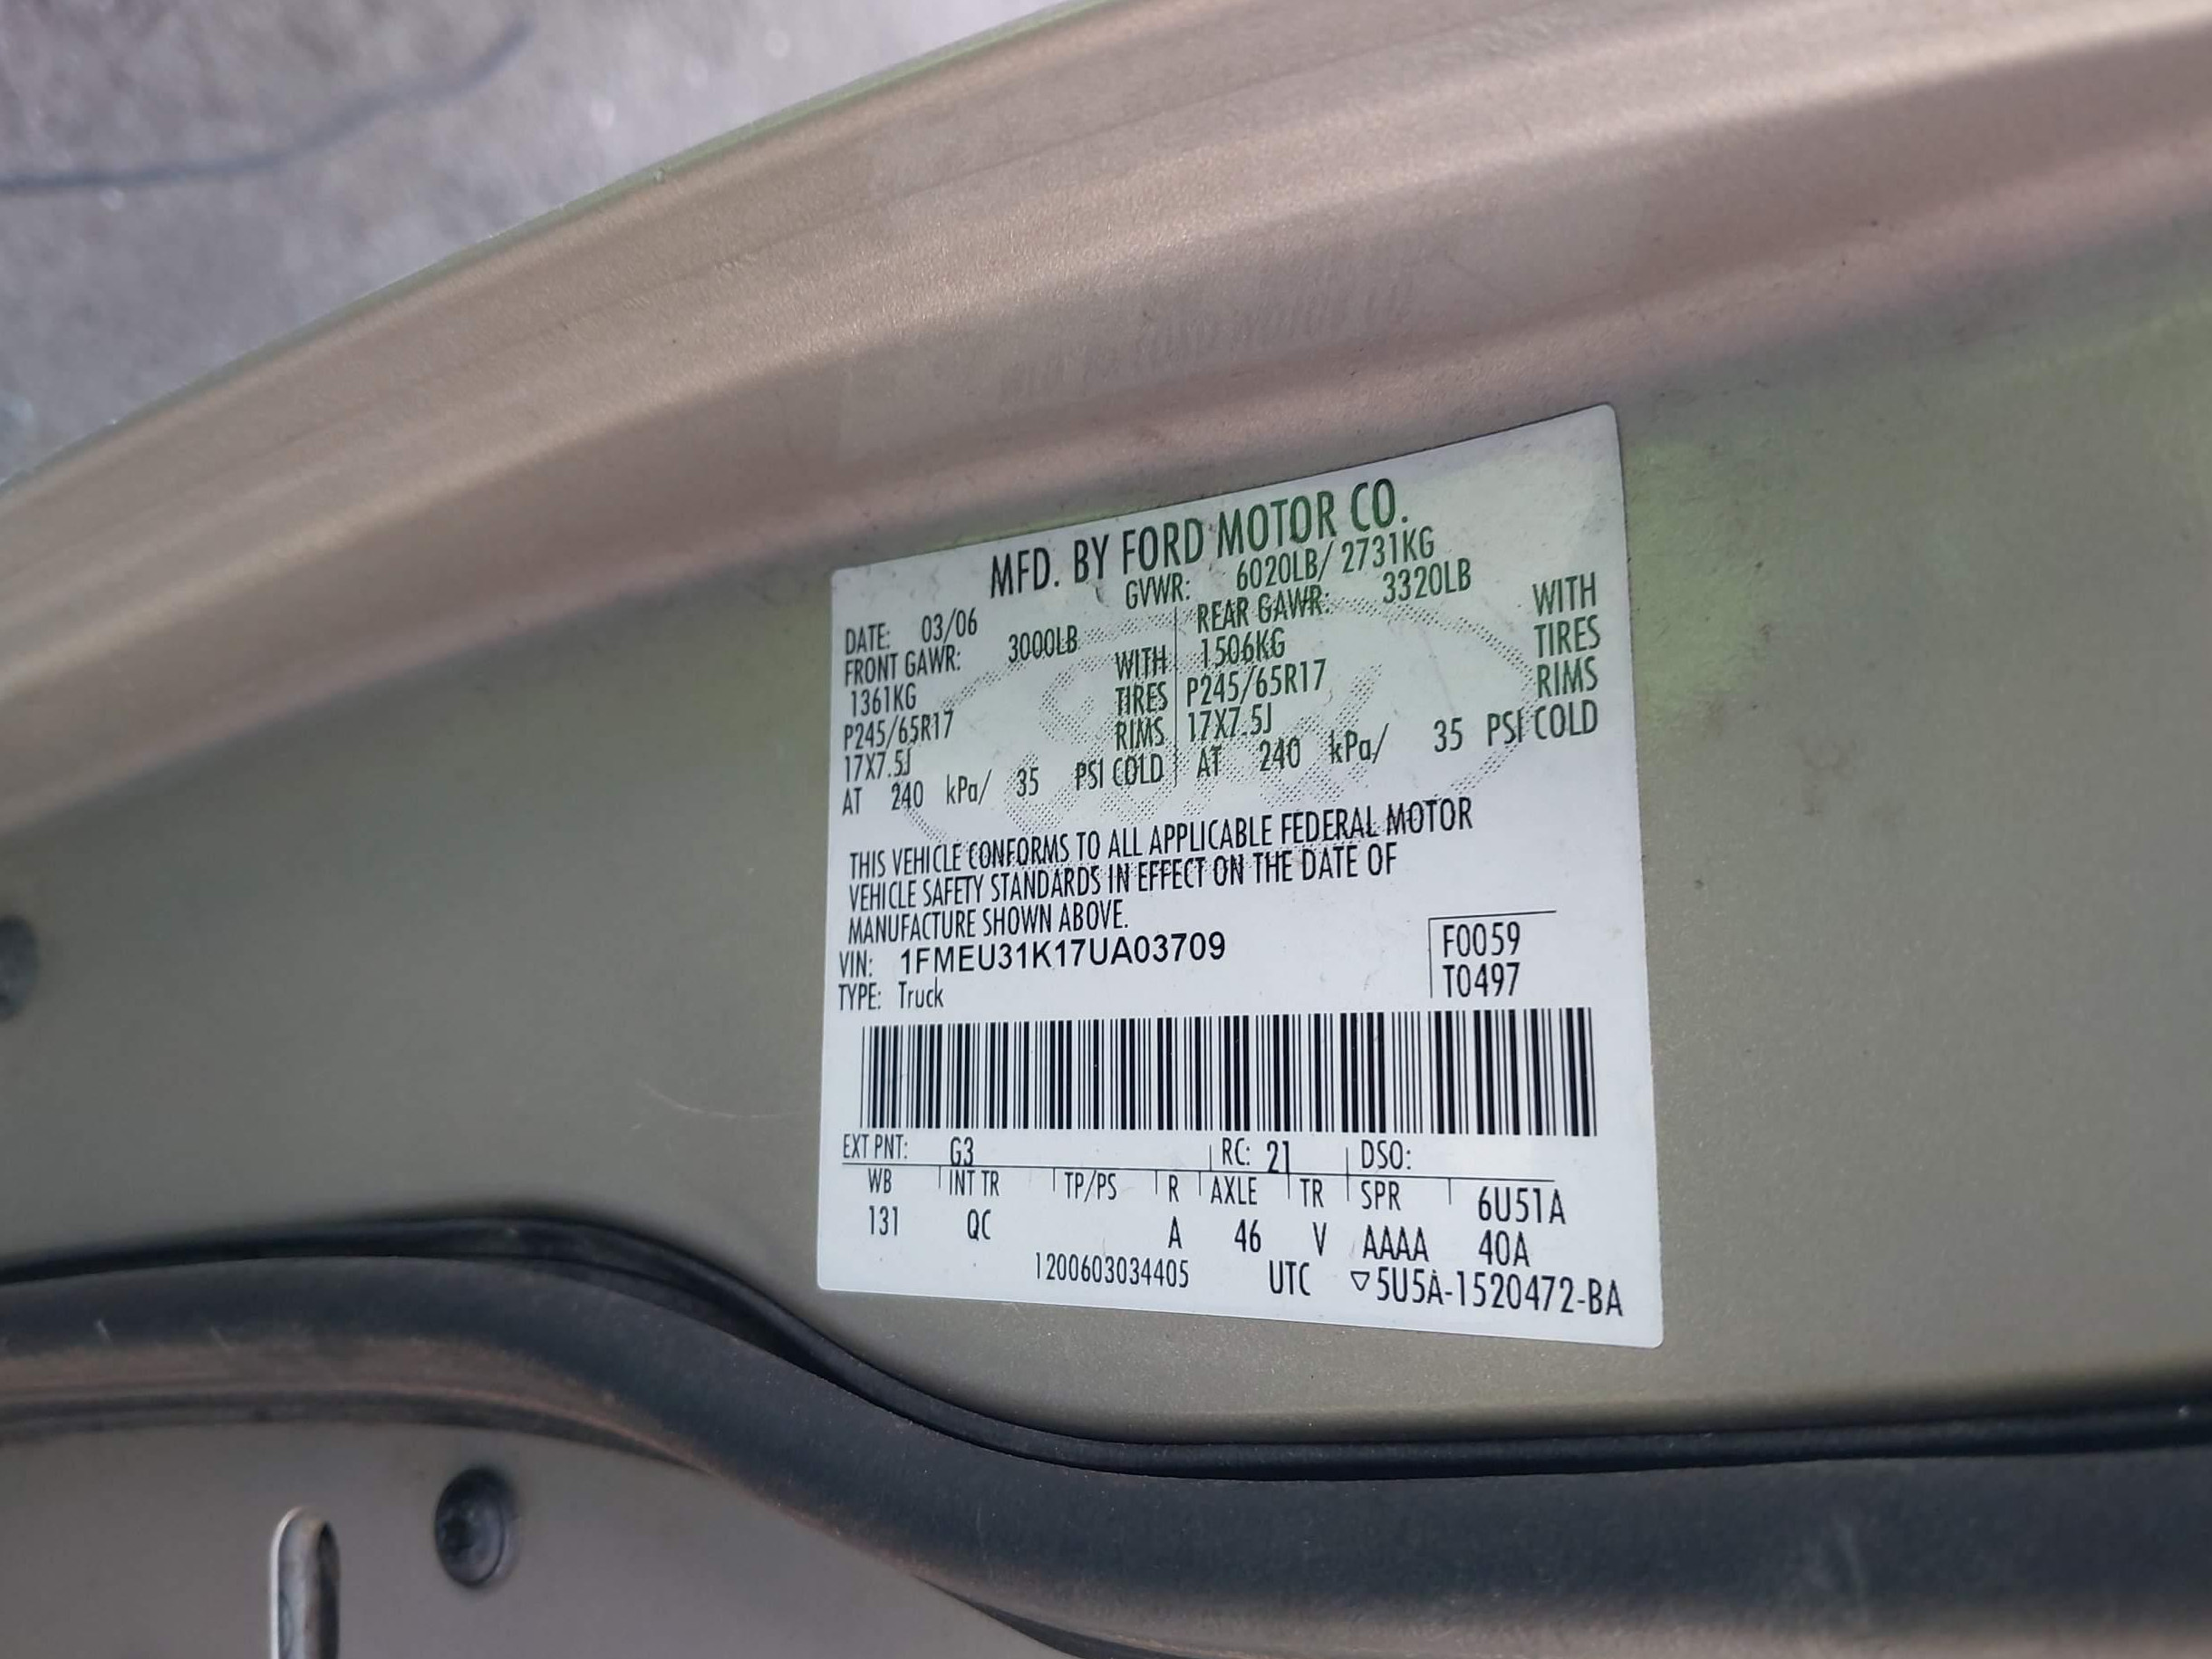 MFD. BY FORD MOTOR CO.
DATE: 03/06 GVWR: 6020LB/ 2731KG
FRONT GAWR: 3000LB REAR GAWR: 3320LB
1361KG WITH 1506KG WITH
P245/65R17 TIRES P245/65R17 TIRES
17X7.5J RIMS 17X7.5J RIMS
AT 240 kPa/ 35 PSI COLD AT 240 kPa/ 35 PSI COLD
THIS VEHICLE CONFORMS TO ALL APPLICABLE FEDERAL MOTOR
VEHICLE SAFETY STANDARDS IN EFFECT ON THE DATE OF
MANUFACTURE SHOWN ABOVE.
VIN: 1FMEU31K17UA03709 F0059
TYPE: Truck T0497
EXT PNT: G3 RC: 21 DSO:
WB INT TR TP/PS R AXLE TR SPR 6U51A
131 QC A 46 V AAAA 40A
1200603034405 UTC ▽5U5A-1520472-BA